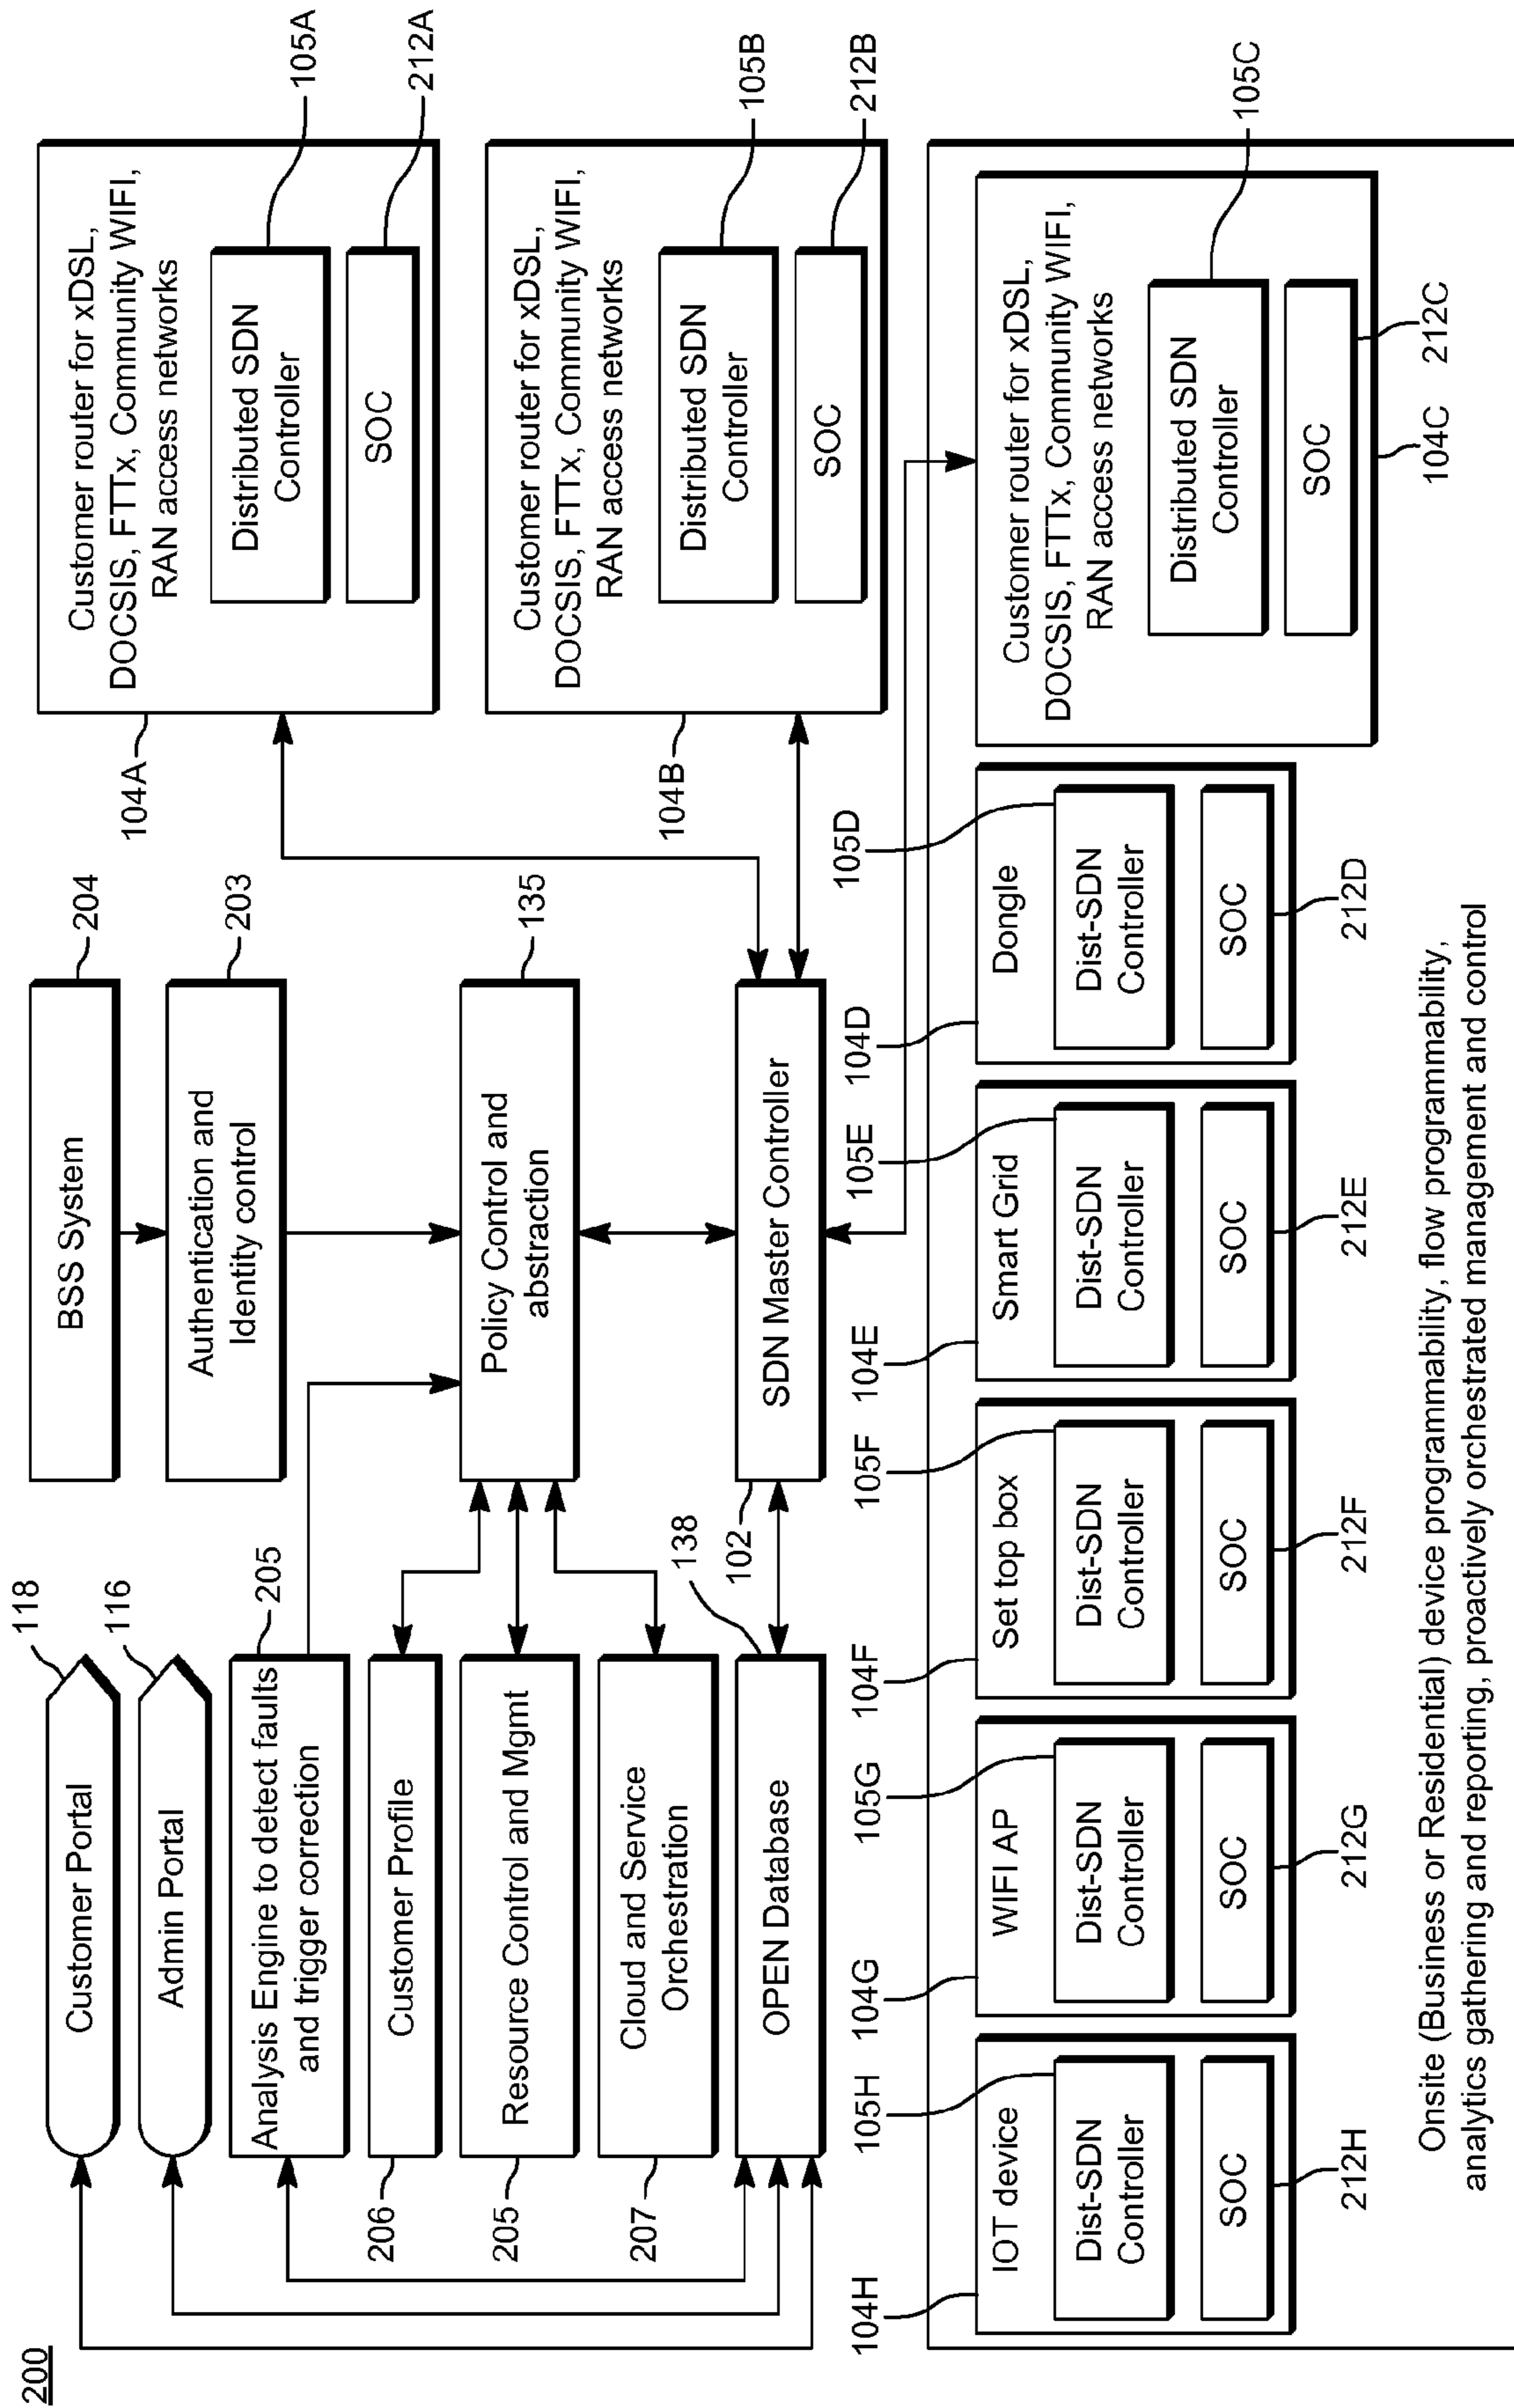 200
Customer Portal
118
Admin Portal
116
Analysis Engine to detect faults
and trigger correction
205
Customer Profile
206
Resource Control and Mgmt
205
Cloud and Service
Orchestration
207
OPEN Database
138
BSS System
204
Authentication and
Identity control
203
Policy Control and
abstraction
135
SDN Master Controller
102
104A
Customer router for xDSL,
DOCSIS, FTTx, Community WIFI,
RAN access networks
Distributed SDN
Controller
SOC
105A
212A
104B
Customer router for xDSL,
DOCSIS, FTTx, Community WIFI,
RAN access networks
Distributed SDN
Controller
SOC
105B
212B
104H
105H
IOT device
Dist-SDN
Controller
SOC
212H
104G
105G
WIFI AP
Dist-SDN
Controller
SOC
212G
104F
105F
Set top box
Dist-SDN
Controller
SOC
212F
104E
105E
Smart Grid
Dist-SDN
Controller
SOC
212E
104D
105D
Dongle
Dist-SDN
Controller
SOC
212D
Customer router for xDSL,
DOCSIS, FTTx, Community WIFI,
RAN access networks
Distributed SDN
Controller
SOC
105C
104C
212C
Onsite (Business or Residential) device programmability, flow programmability,
analytics gathering and reporting, proactively orchestrated management and control